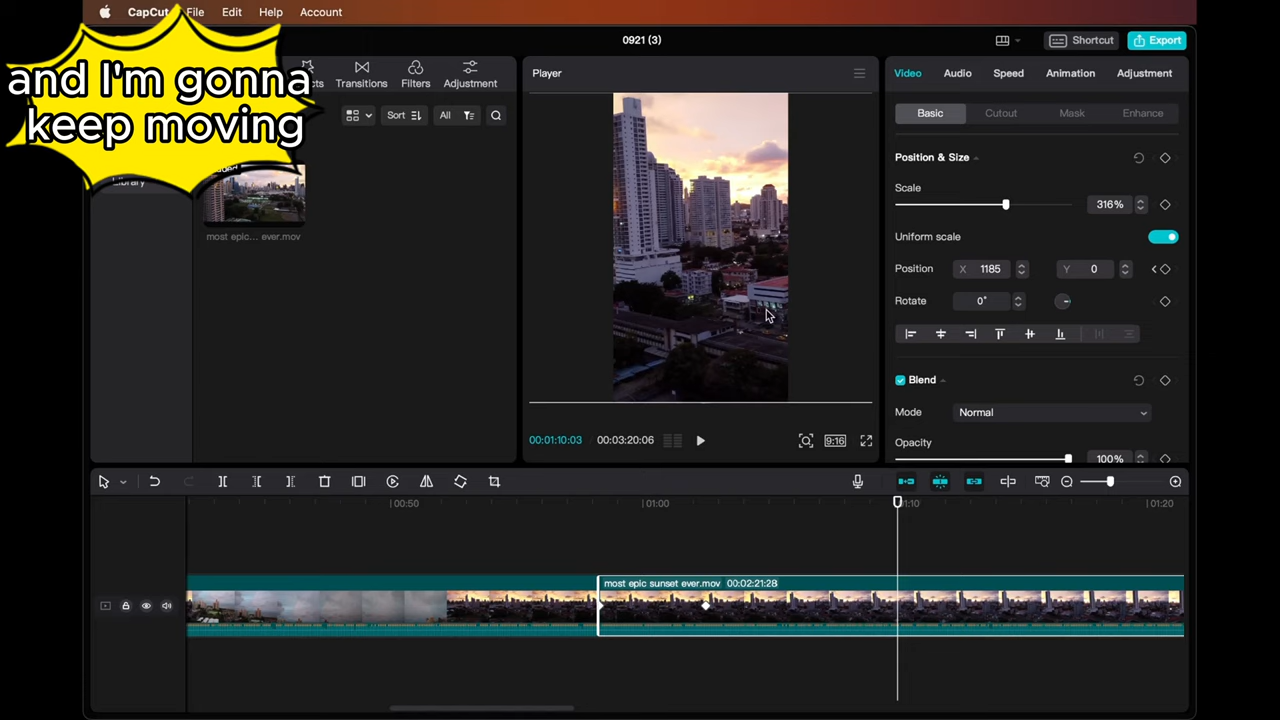 CapCut File Edit Help Account
and I'm gonna
keep moving
0921 (3)
Shortcut
Export
Transitions
Filters
Adjustment
Sort
All
Library
most epic... ever.mov
Player
00:01:10:03 00:03:20:06
9:16
Video Audio Speed Animation Adjustment
Basic Cutout Mask Enhance
Position & Size
Scale
316%
Uniform scale
Position X 1185 Y 0
Rotate 0°
Blend
Mode Normal
Opacity
100%
00:50 01:00 01:10 01:20
most epic sunset ever.mov 00:02:21:28